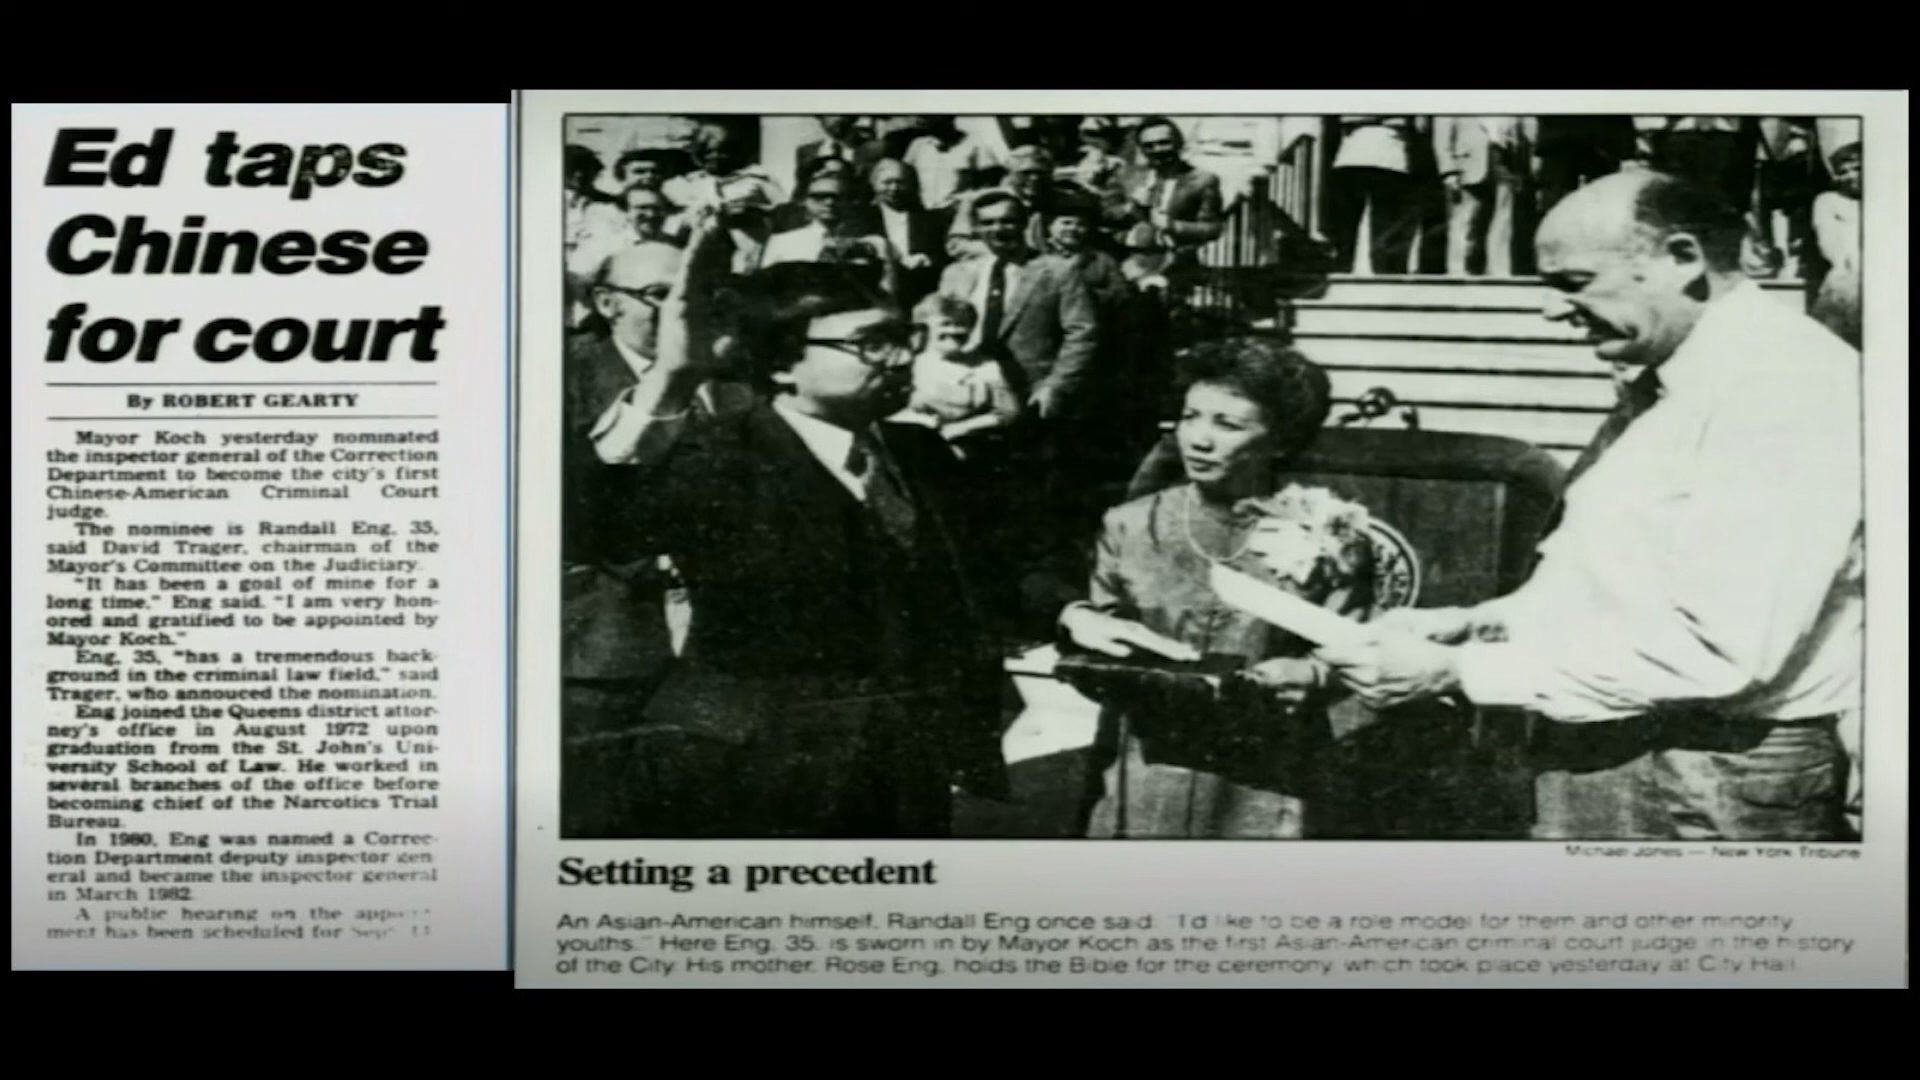 Ed taps
Chinese
for court
By ROBERT GEARTY
Mayor Koch yesterday nominated
the inspector general of the Correction
Department to become the city's first
Chinese-American Criminal Court
judge.
The nominee is Randall Eng, 35,
said David Trager, chairman of the
Mayor's Committee on the Judiciary.
"It has been a goal of mine for a
long time," Eng said. "I am very hon-
ored and gratified to be appointed by
Mayor Koch."
Eng, 35, "has a tremendous back-
ground in the criminal law field," said
Trager, who annouced the nomination.
Eng joined the Queens district attor-
ney's office in August 1972 upon
graduation from the St. John's Uni-
versity School of Law. He worked in
several branches of the office before
becoming chief of the Narcotics Trial
Bureau.
In 1980, Eng was named a Correc-
tion Department deputy inspector gen-
eral and became the inspector general
in March 1982.
A public hearing on the appoint-
ment has been scheduled for Sept.
Michael Jones — New York Tribune
Setting a precedent
An Asian-American himself, Randall Eng once said: "I'd like to be a role model for them and other minority
youths." Here Eng, 35, is sworn in by Mayor Koch as the first Asian-American criminal court judge in the history
of the City. His mother, Rose Eng, holds the Bible for the ceremony, which took place yesterday at City Hall.